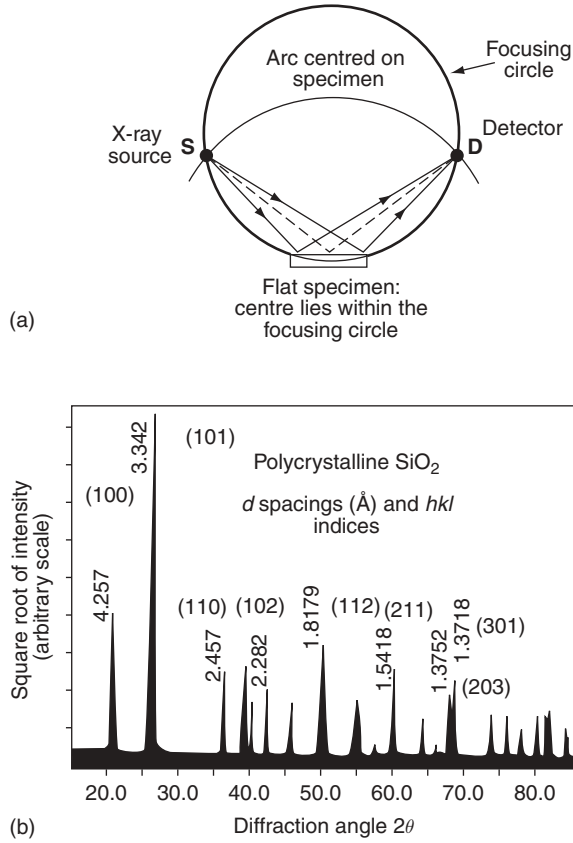 Arc centred on
specimen
Focusing
circle
X-ray
source
S
D
Detector
Flat specimen:
centre lies within the
focusing circle
(a)
Square root of intensity
(arbitrary scale)
(100)
4.257
3.342
(101)
Polycrystalline SiO₂
d spacings (Å) and hkl
indices
(110)
2.457
(102)
2.282
1.8179
(112)
(211)
1.5418
1.3752
1.3718
(301)
(203)
20.0 30.0 40.0 50.0 60.0 70.0 80.0
Diffraction angle 2θ
(b)